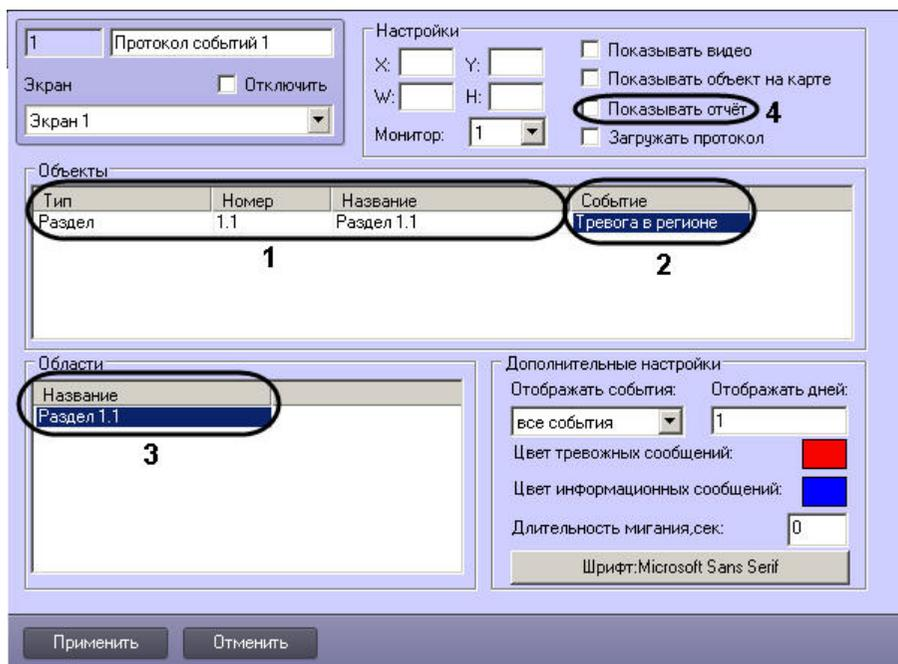 1
Протокол событий 1
Экран
Отключить
Экран 1
Настройки
X:
Y:
W:
H:
Монитор:
1
Показывать видео
Показывать объект на карте
Показывать отчёт
4
Загружать протокол
Объекты
Тип Номер Название Событие
Раздел 1.1 Раздел 1.1 Тревога в регионе
1
2
Области
Название
Раздел 1.1
3
Дополнительные настройки
Отображать события: Отображать дней:
все события 1
Цвет тревожных сообщений:
Цвет информационных сообщений:
Длительность мигания,сек: 0
Шрифт:Microsoft Sans Serif
Применить Отменить